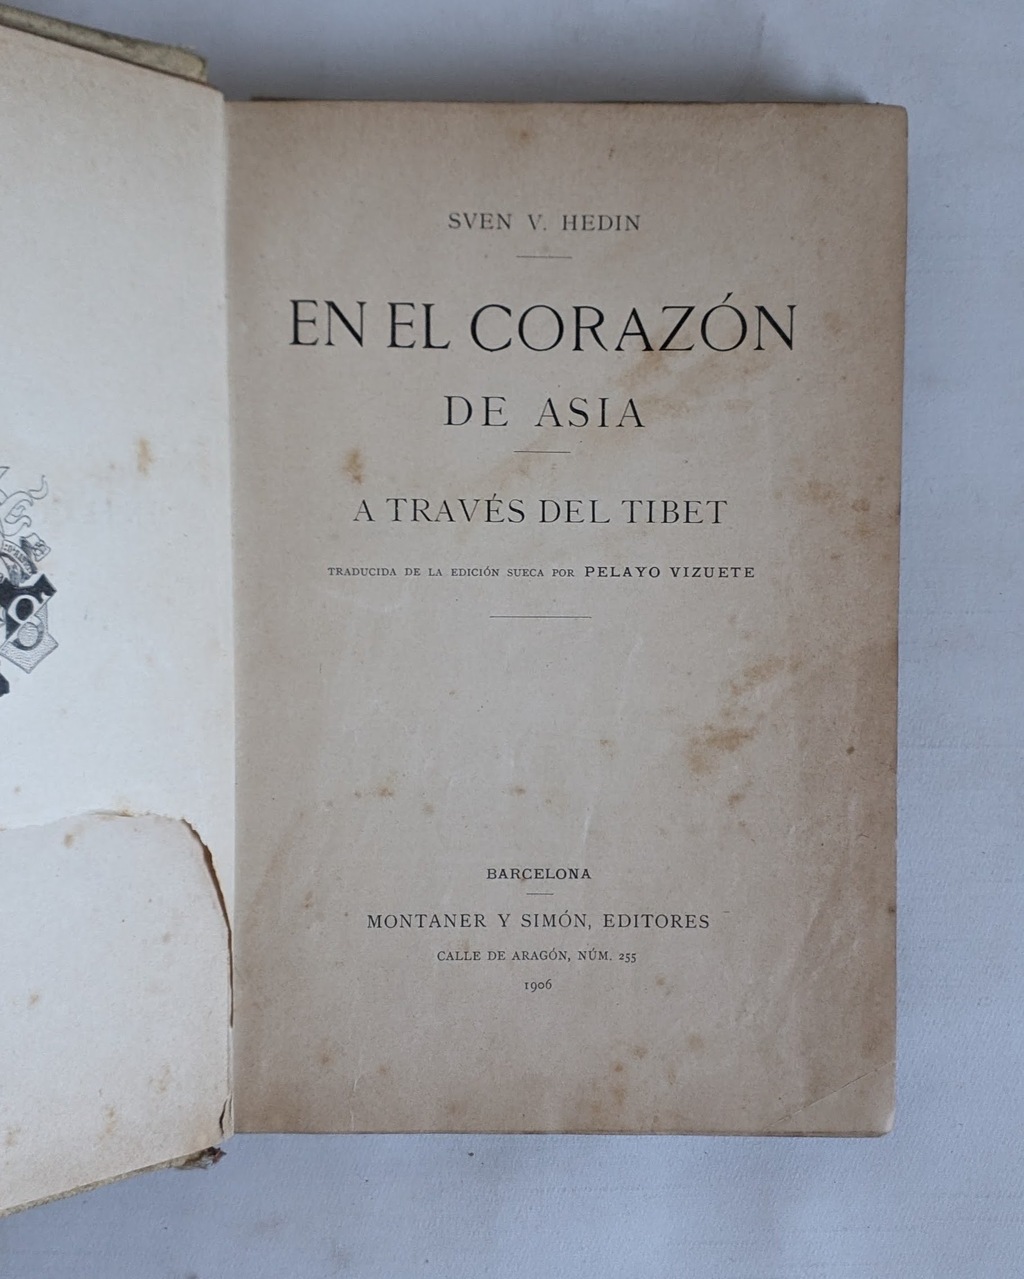 SVEN V. HEDIN
EN EL CORAZÓN
DE ASIA
A TRAVÉS DEL TIBET
TRADUCIDA DE LA EDICIÓN SUECA POR PELAYO VIZUETE
BARCELONA
MONTANER Y SIMÓN, EDITORES
CALLE DE ARAGÓN, NÚM. 255
1906